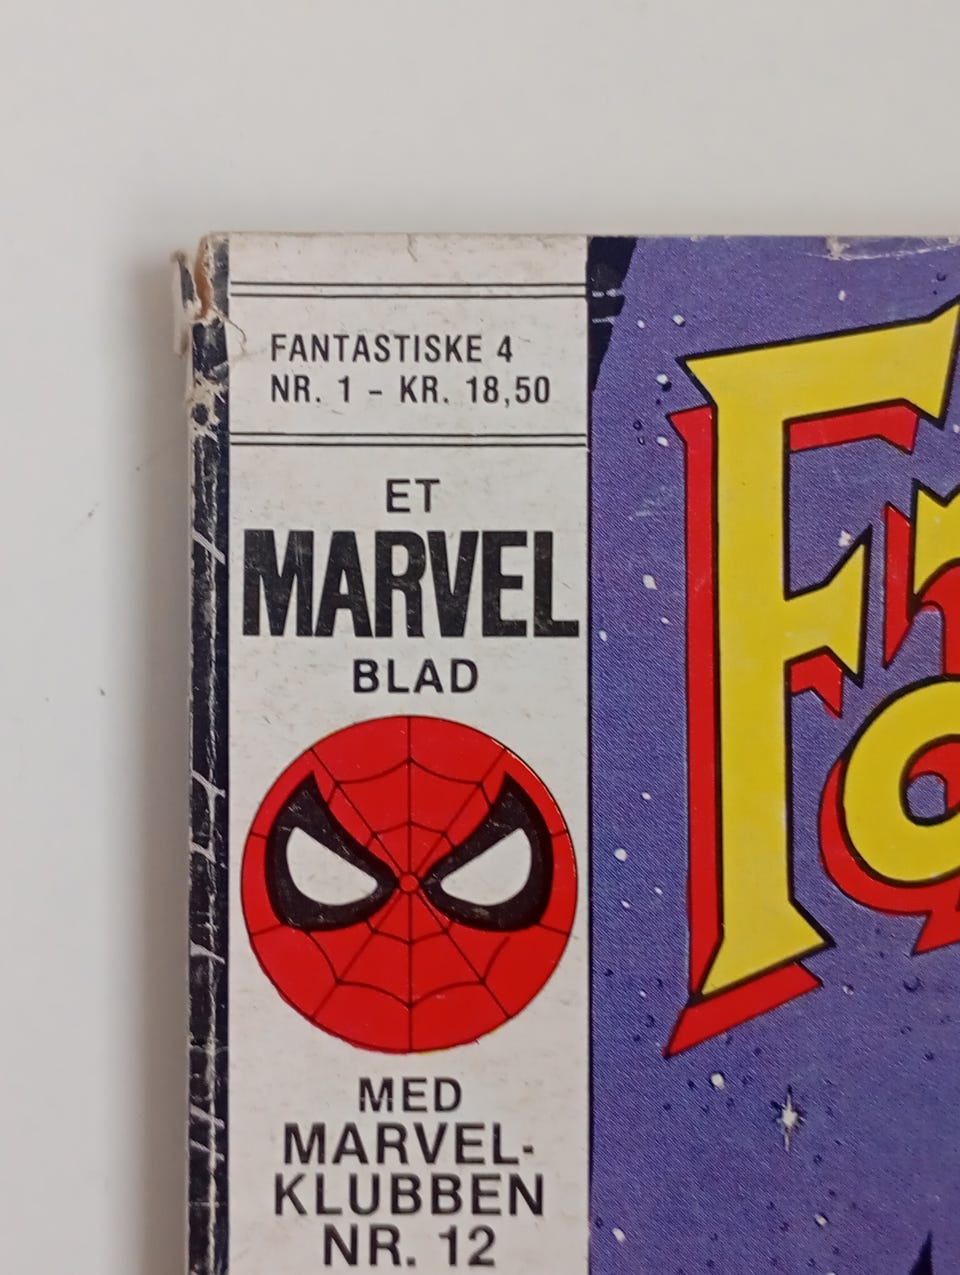 FANTASTISKE 4
NR. 1 - KR. 18,50
ET
MARVEL
BLAD
MED
MARVEL-
KLUBBEN
NR. 12